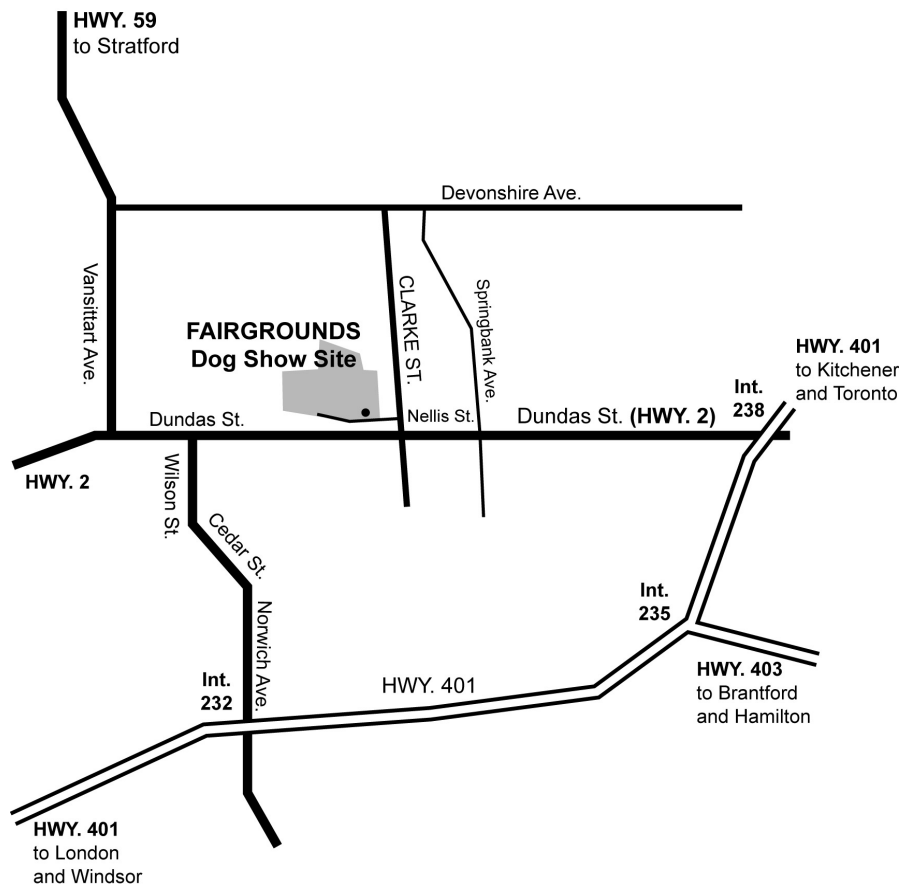 HWY. 59
to Stratford
Devonshire Ave.
Vansittart Ave.
CLARKE ST.
Springbank Ave.
FAIRGROUNDS
Dog Show Site
HWY. 401
to Kitchener
and Toronto
Int.
238
Dundas St.
Nellis St.
Dundas St. (HWY. 2)
HWY. 2
Wilson St.
Cedar St.
Norwich Ave.
Int.
235
Int.
232
HWY. 401
HWY. 403
to Brantford
and Hamilton
HWY. 401
to London
and Windsor